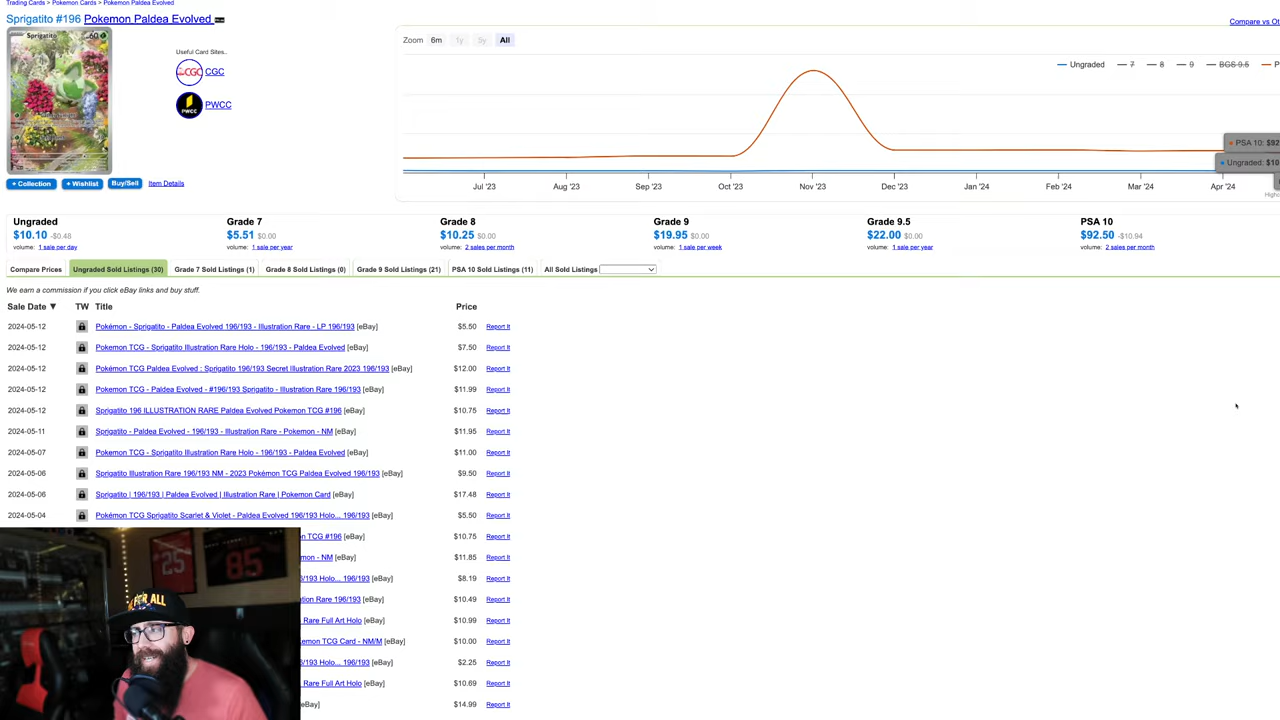 Trading Cards > Pokemon Cards > Pokemon Paldea Evolved
Sprigatito #196 Pokemon Paldea Evolved
Compare vs Ot
Sprigatito 60
Useful Card Sites..
CGC CGC
PWCC
+ Collection + Wishlist Buy/Sell Item Details
Zoom 6m 1y 5y All
Ungraded 7 8 9 BGS 9.5 P
PSA 10: $92
Ungraded: $10
Jul '23 Aug '23 Sep '23 Oct '23 Nov '23 Dec '23 Jan '24 Feb '24 Mar '24 Apr '24
Ungraded Grade 7 Grade 8 Grade 9 Grade 9.5 PSA 10
$10.10 -$0.48 $5.51 $0.00 $10.25 $0.00 $19.95 $0.00 $22.00 $0.00 $92.50 -$10.94
volume: 1 sale per day volume: 1 sale per year volume: 2 sales per month volume: 1 sale per week volume: 1 sale per year volume: 2 sales per month
Compare Prices Ungraded Sold Listings (30) Grade 7 Sold Listings (1) Grade 8 Sold Listings (0) Grade 9 Sold Listings (21) PSA 10 Sold Listings (11) All Sold Listings
We earn a commission if you click eBay links and buy stuff.
Sale Date ▼ TW Title Price
2024-05-12 Pokémon - Sprigatito - Paldea Evolved 196/193 - Illustration Rare - LP 196/193 [eBay] $5.50 Report It
2024-05-12 Pokemon TCG - Sprigatito Illustration Rare Holo - 196/193 - Paldea Evolved [eBay] $7.50 Report It
2024-05-12 Pokemon TCG Paldea Evolved : Sprigatito 196/193 Secret Illustration Rare 2023 196/193 [eBay] $12.00 Report It
2024-05-12 Pokemon TCG - Paldea Evolved - #196/193 Sprigatito - Illustration Rare 196/193 [eBay] $11.99 Report It
2024-05-12 Sprigatito 196 ILLUSTRATION RARE Paldea Evolved Pokemon TCG #196 [eBay] $10.75 Report It
2024-05-11 Sprigatito - Paldea Evolved - 196/193 - Illustration Rare - Pokemon - NM [eBay] $11.95 Report It
2024-05-07 Pokemon TCG - Sprigatito Illustration Rare Holo - 196/193 - Paldea Evolved [eBay] $11.00 Report It
2024-05-06 Sprigatito Illustration Rare 196/193 NM - 2023 Pokémon TCG Paldea Evolved 196/193 [eBay] $9.50 Report It
2024-05-06 Sprigatito | 196/193 | Paldea Evolved | Illustration Rare | Pokemon Card [eBay] $17.48 Report It
2024-05-04 Pokémon TCG Sprigatito Scarlet & Violet - Paldea Evolved 196/193 Holo... 196/193 [eBay] $5.50 Report It
n TCG #196 [eBay] $10.75 Report It
mon - NM [eBay] $11.85 Report It
6/193 Holo... 196/193 [eBay] $8.19 Report It
tion Rare 196/193 [eBay] $10.49 Report It
Rare Full Art Holo [eBay] $10.99 Report It
emon TCG Card - NM/M [eBay] $10.00 Report It
6/193 Holo... 196/193 [eBay] $2.25 Report It
Rare Full Art Holo [eBay] $10.69 Report It
eBay] $14.99 Report It
25 85
FOR ALL